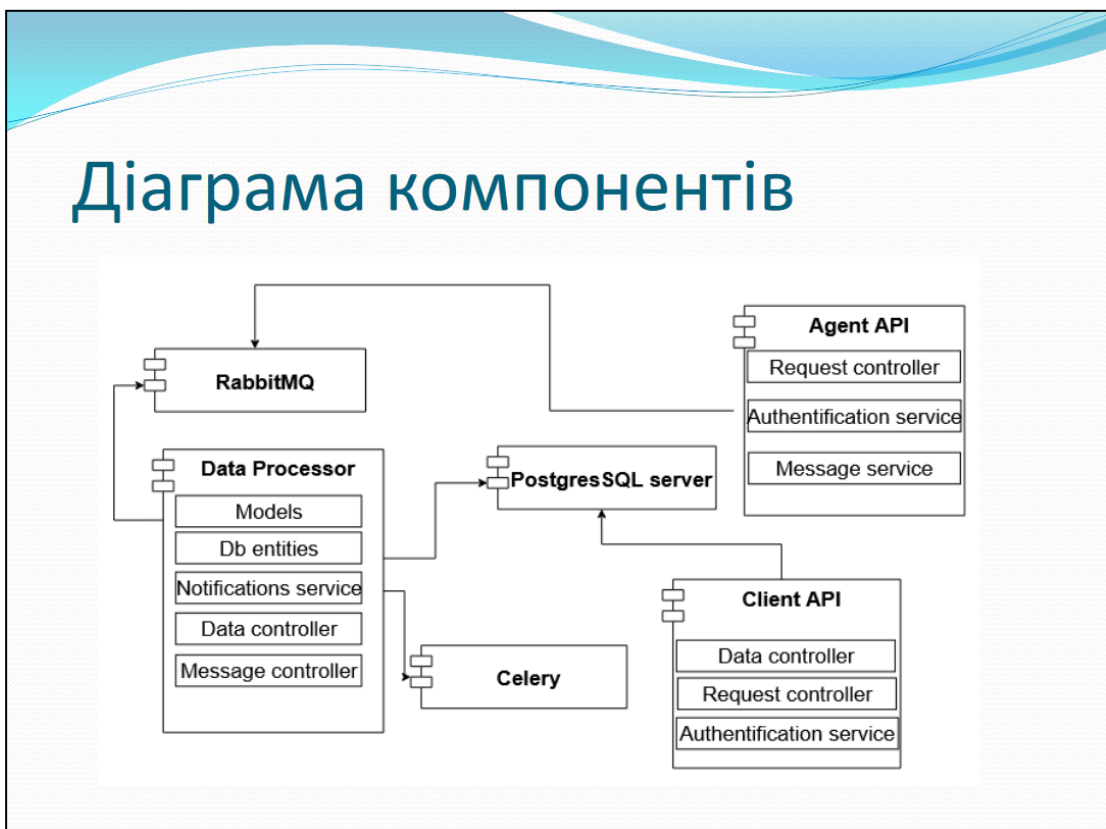 Діаграма компонентів
RabbitMQ
Data Processor
Models
Db entities
Notifications service
Data controller
Message controller
PostgresSQL server
Celery
Agent API
Request controller
Authentification service
Message service
Client API
Data controller
Request controller
Authentification service